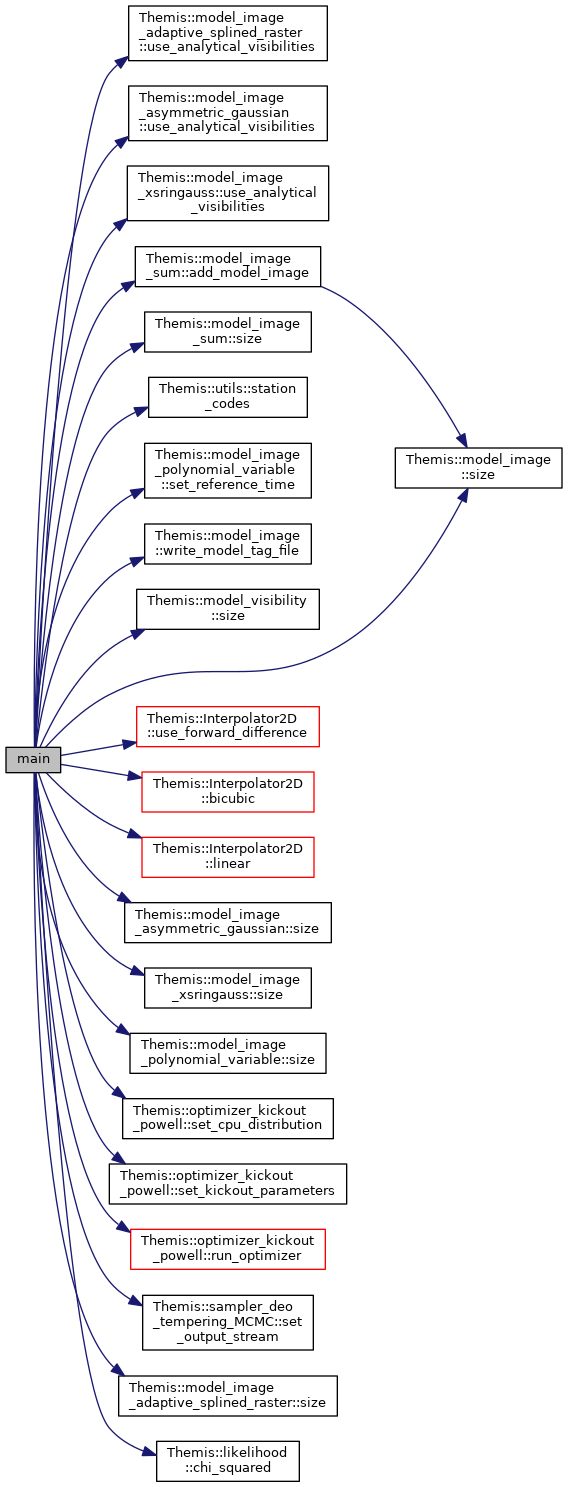 Themis::model_image
_adaptive_splined_raster
::use_analytical_visibilities
Themis::model_image
_asymmetric_gaussian
::use_analytical_visibilities
Themis::model_image
_xsringauss::use_analytical
_visibilities
Themis::model_image
_sum::add_model_image
Themis::model_image
_sum::size
Themis::utils::station
_codes
Themis::model_image
_polynomial_variable
::set_reference_time
Themis::model_image
::size
Themis::model_image
::write_model_tag_file
Themis::model_visibility
::size
Themis::Interpolator2D
::use_forward_difference
main
Themis::Interpolator2D
::bicubic
Themis::Interpolator2D
::linear
Themis::model_image
_asymmetric_gaussian::size
Themis::model_image
_xsringauss::size
Themis::model_image
_polynomial_variable::size
Themis::optimizer_kickout
_powell::set_cpu_distribution
Themis::optimizer_kickout
_powell::set_kickout_parameters
Themis::optimizer_kickout
_powell::run_optimizer
Themis::sampler_deo
_tempering_MCMC::set
_output_stream
Themis::model_image
_adaptive_splined_raster::size
Themis::likelihood
::chi_squared